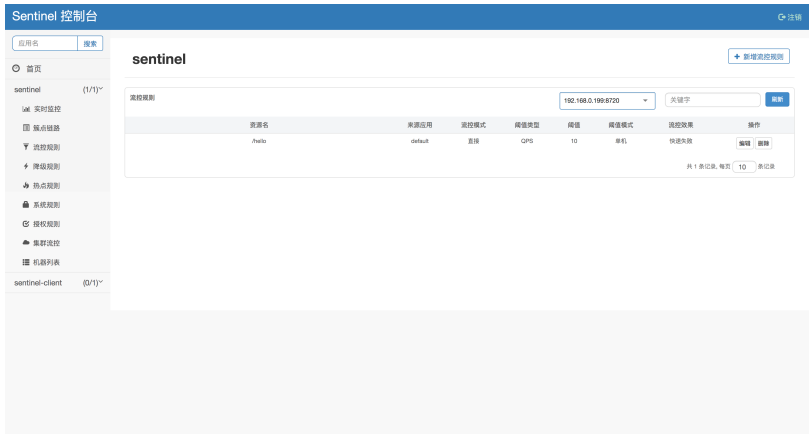 Sentinel 控制台
注销
应用名 搜索
首页
sentinel (1/1)
实时监控
簇点链路
流控规则
降级规则
热点规则
系统规则
授权规则
集群流控
机器列表
sentinel-client (0/1)
sentinel
+ 新增流控规则
流控规则 192.168.0.199:8720 关键字 刷新
资源名 来源应用 流控模式 阈值类型 阈值 阈值模式 流控效果 操作
/hello default 直接 QPS 10 单机 快速失败 编辑 删除
共 1 条记录, 每页 10 条记录